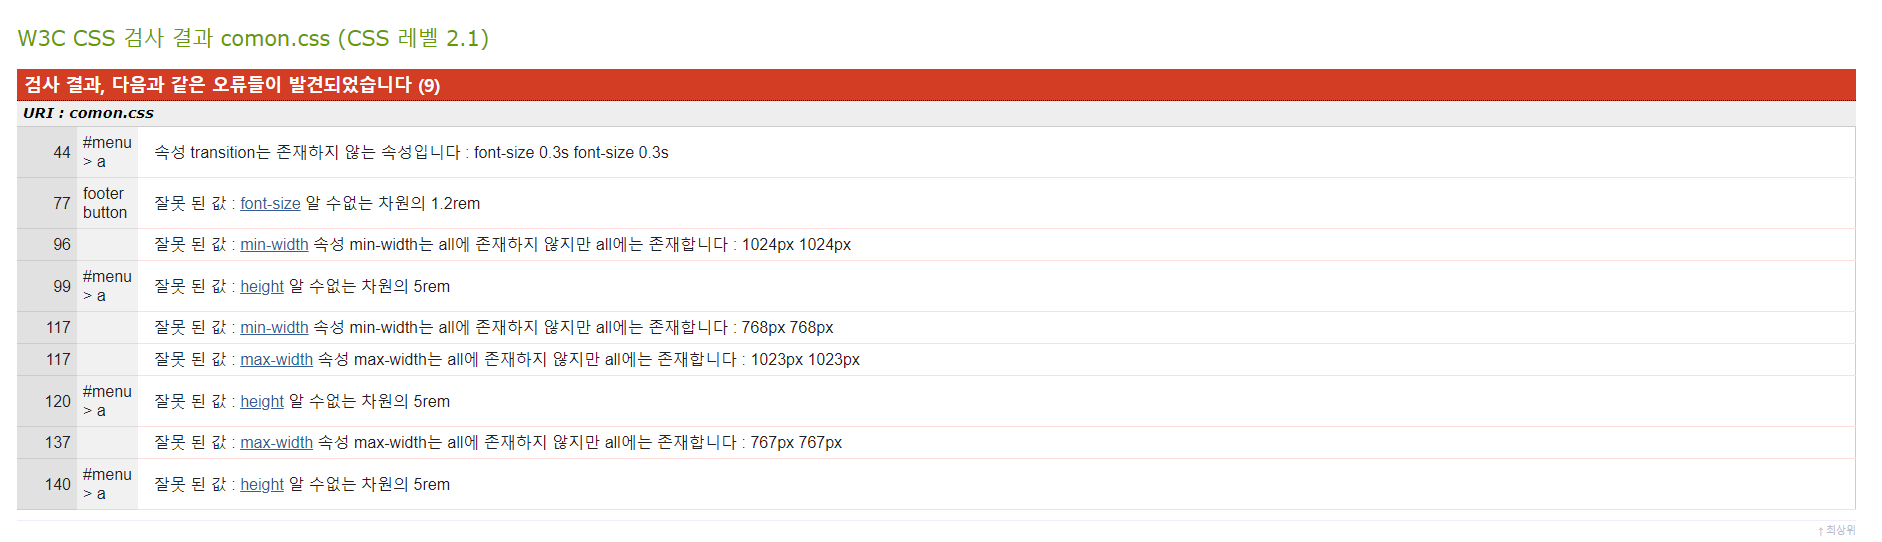 W3C CSS 검사 결과 comon.css (CSS 레벨 2.1)
검사 결과, 다음과 같은 오류들이 발견되었습니다 (9)
URI : comon.css
44 #menu > a 속성 transition는 존재하지 않는 속성입니다 : font-size 0.3s font-size 0.3s
77 footer button 잘못 된 값 : font-size 알 수없는 차원의 1.2rem
96 잘못 된 값 : min-width 속성 min-width는 all에 존재하지 않지만 all에는 존재합니다 : 1024px 1024px
99 #menu > a 잘못 된 값 : height 알 수없는 차원의 5rem
117 잘못 된 값 : min-width 속성 min-width는 all에 존재하지 않지만 all에는 존재합니다 : 768px 768px
117 잘못 된 값 : max-width 속성 max-width는 all에 존재하지 않지만 all에는 존재합니다 : 1023px 1023px
120 #menu > a 잘못 된 값 : height 알 수없는 차원의 5rem
137 잘못 된 값 : max-width 속성 max-width는 all에 존재하지 않지만 all에는 존재합니다 : 767px 767px
140 #menu > a 잘못 된 값 : height 알 수없는 차원의 5rem
↑ 최상위